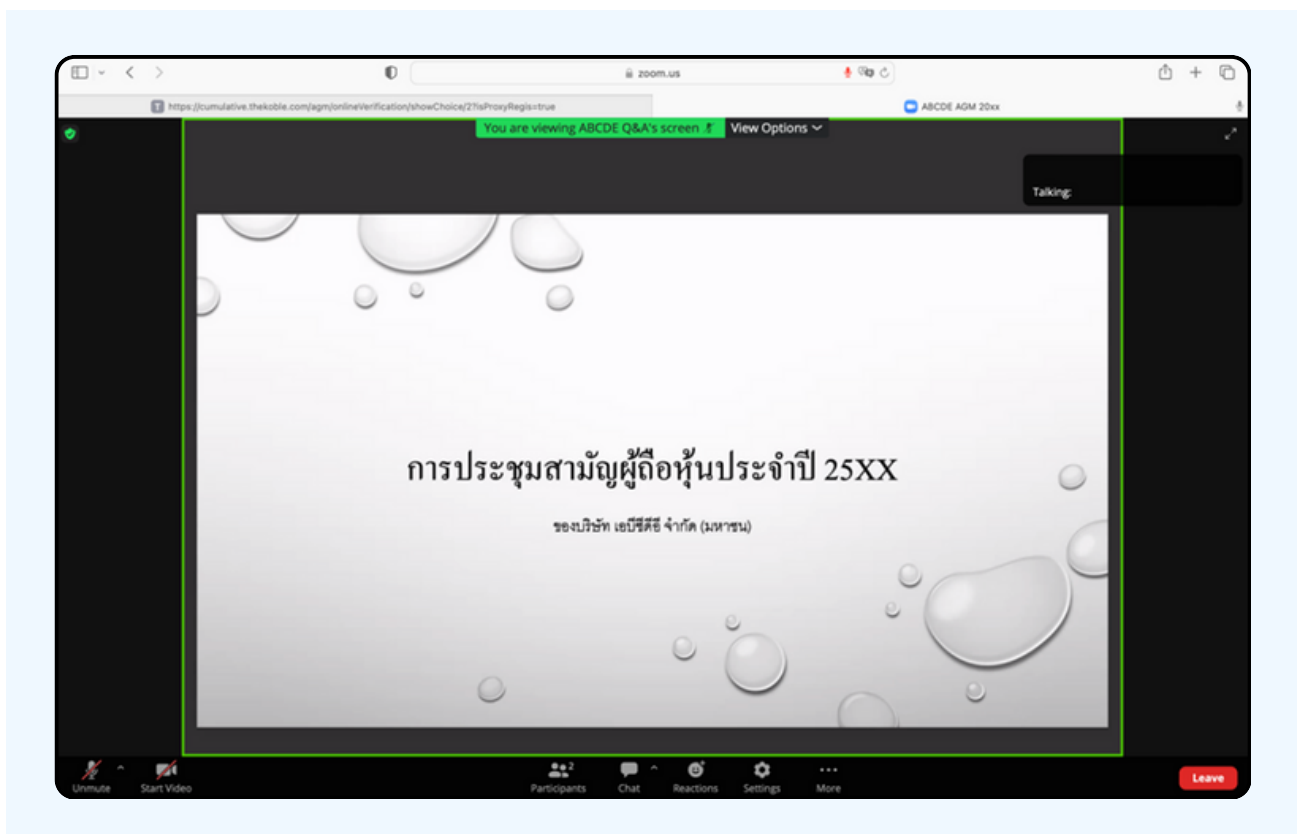 zoom.us
https://cumulative.thekoble.com/agm/onlineVerification/showChoice/2?isProxyRegis=true
ABCDE AGM 20xx
You are viewing ABCDE Q&A's screen
View Options
Talking:
การประชุมสามัญผู้ถือหุ้นประจำปี 25XX
ของบริษัท เอบีซีดีอี จำกัด (มหาชน)
2
Unmute
Start Video
Participants
Chat
Reactions
Settings
More
Leave